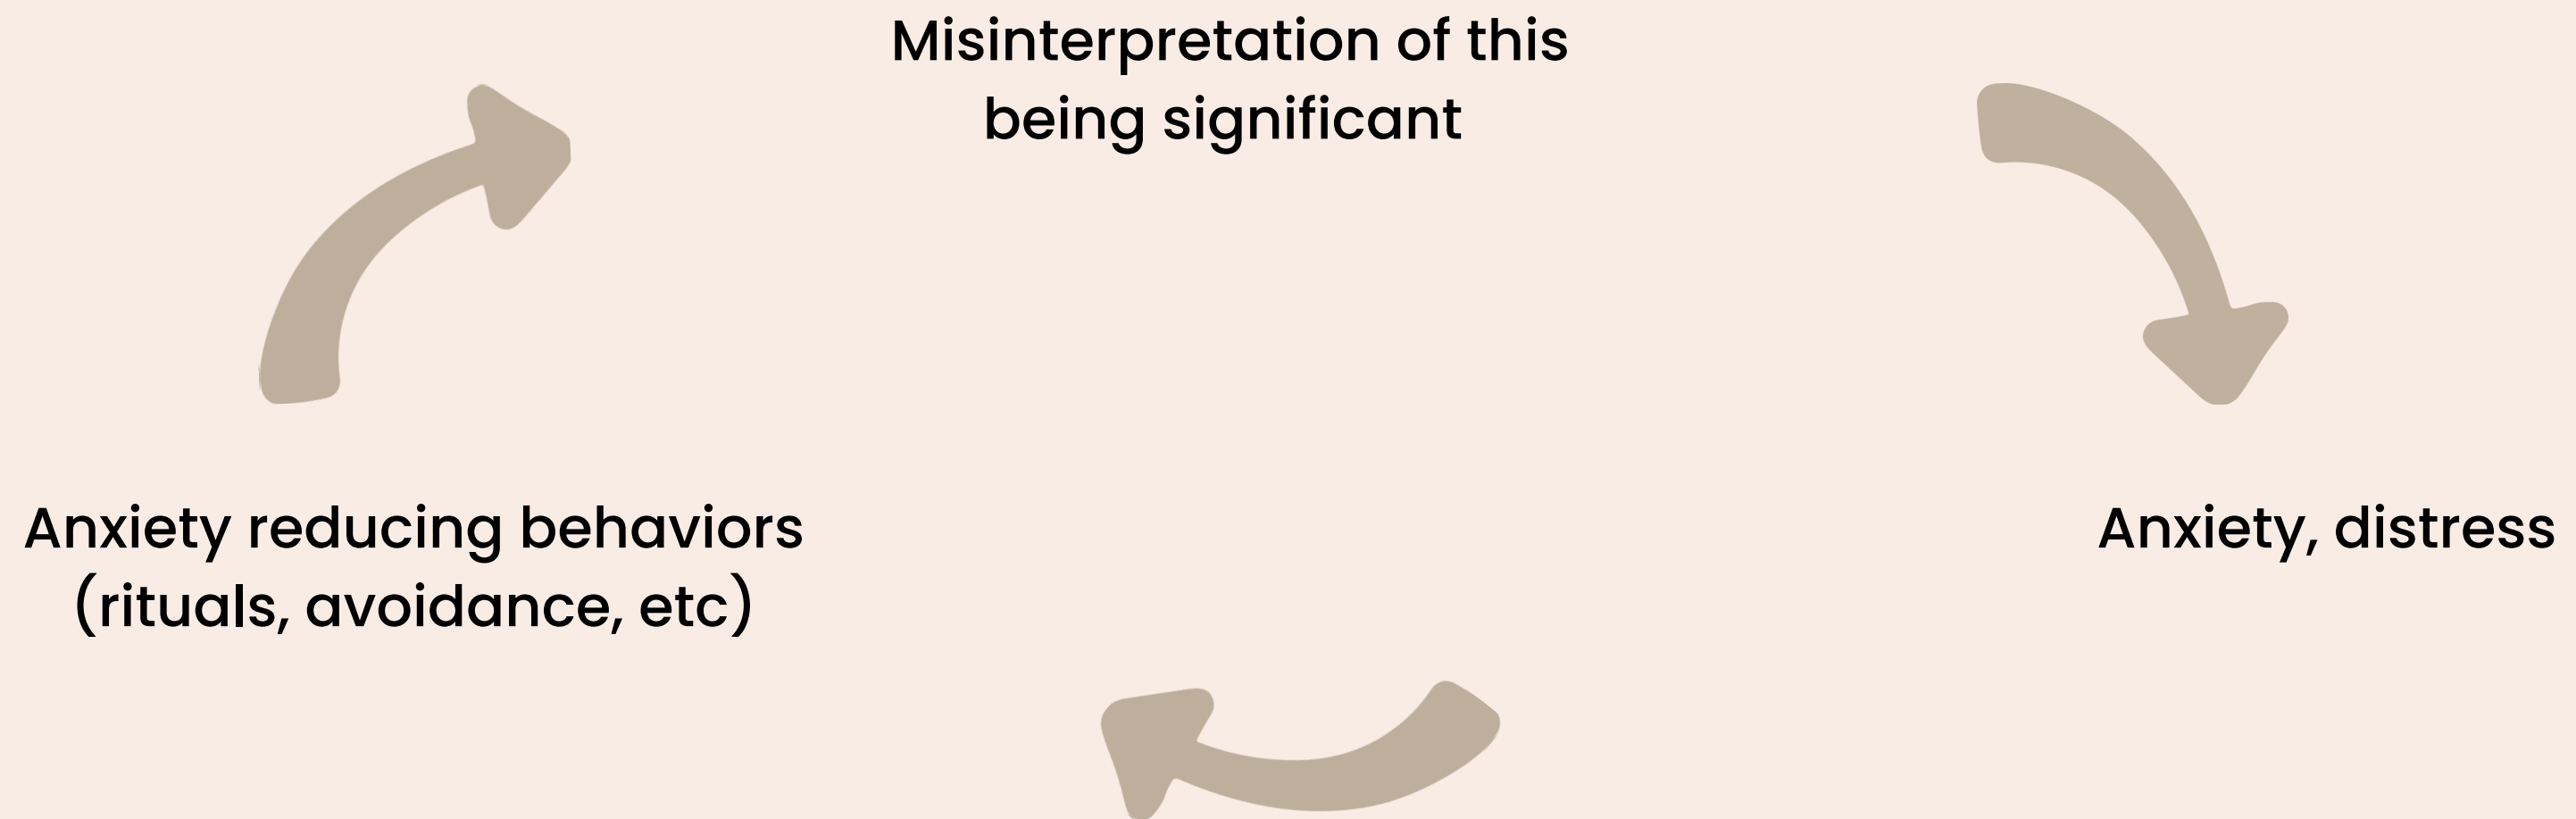 Misinterpretation of this
being significant
Anxiety reducing behaviors
(rituals, avoidance, etc)
Anxiety, distress